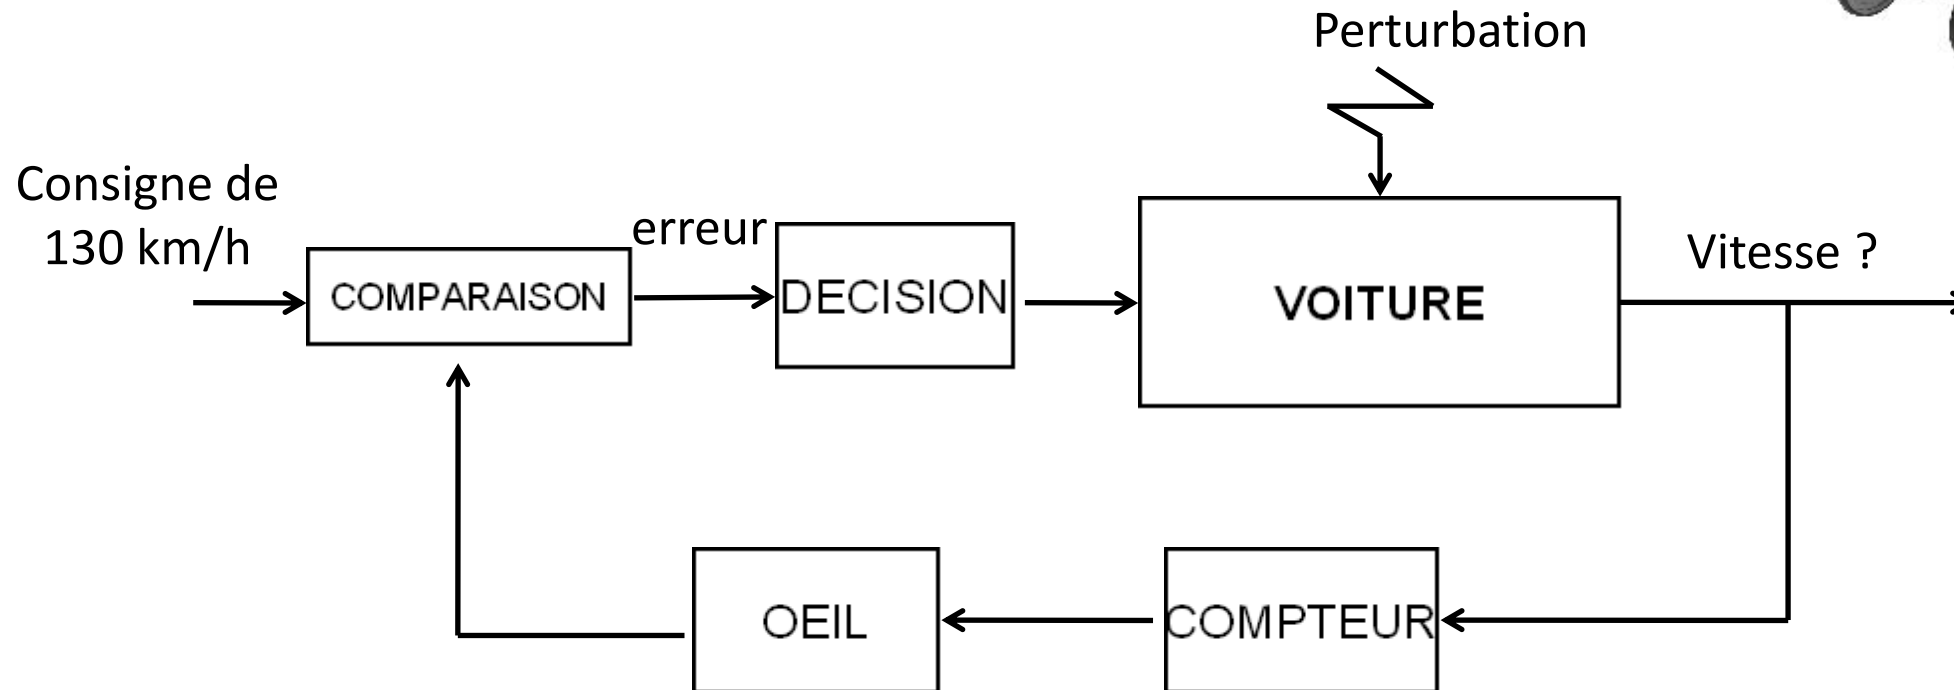 Perturbation
Consigne de
130 km/h
erreur
COMPARAISON
DECISION
VOITURE
Vitesse ?
OEIL
COMPTEUR